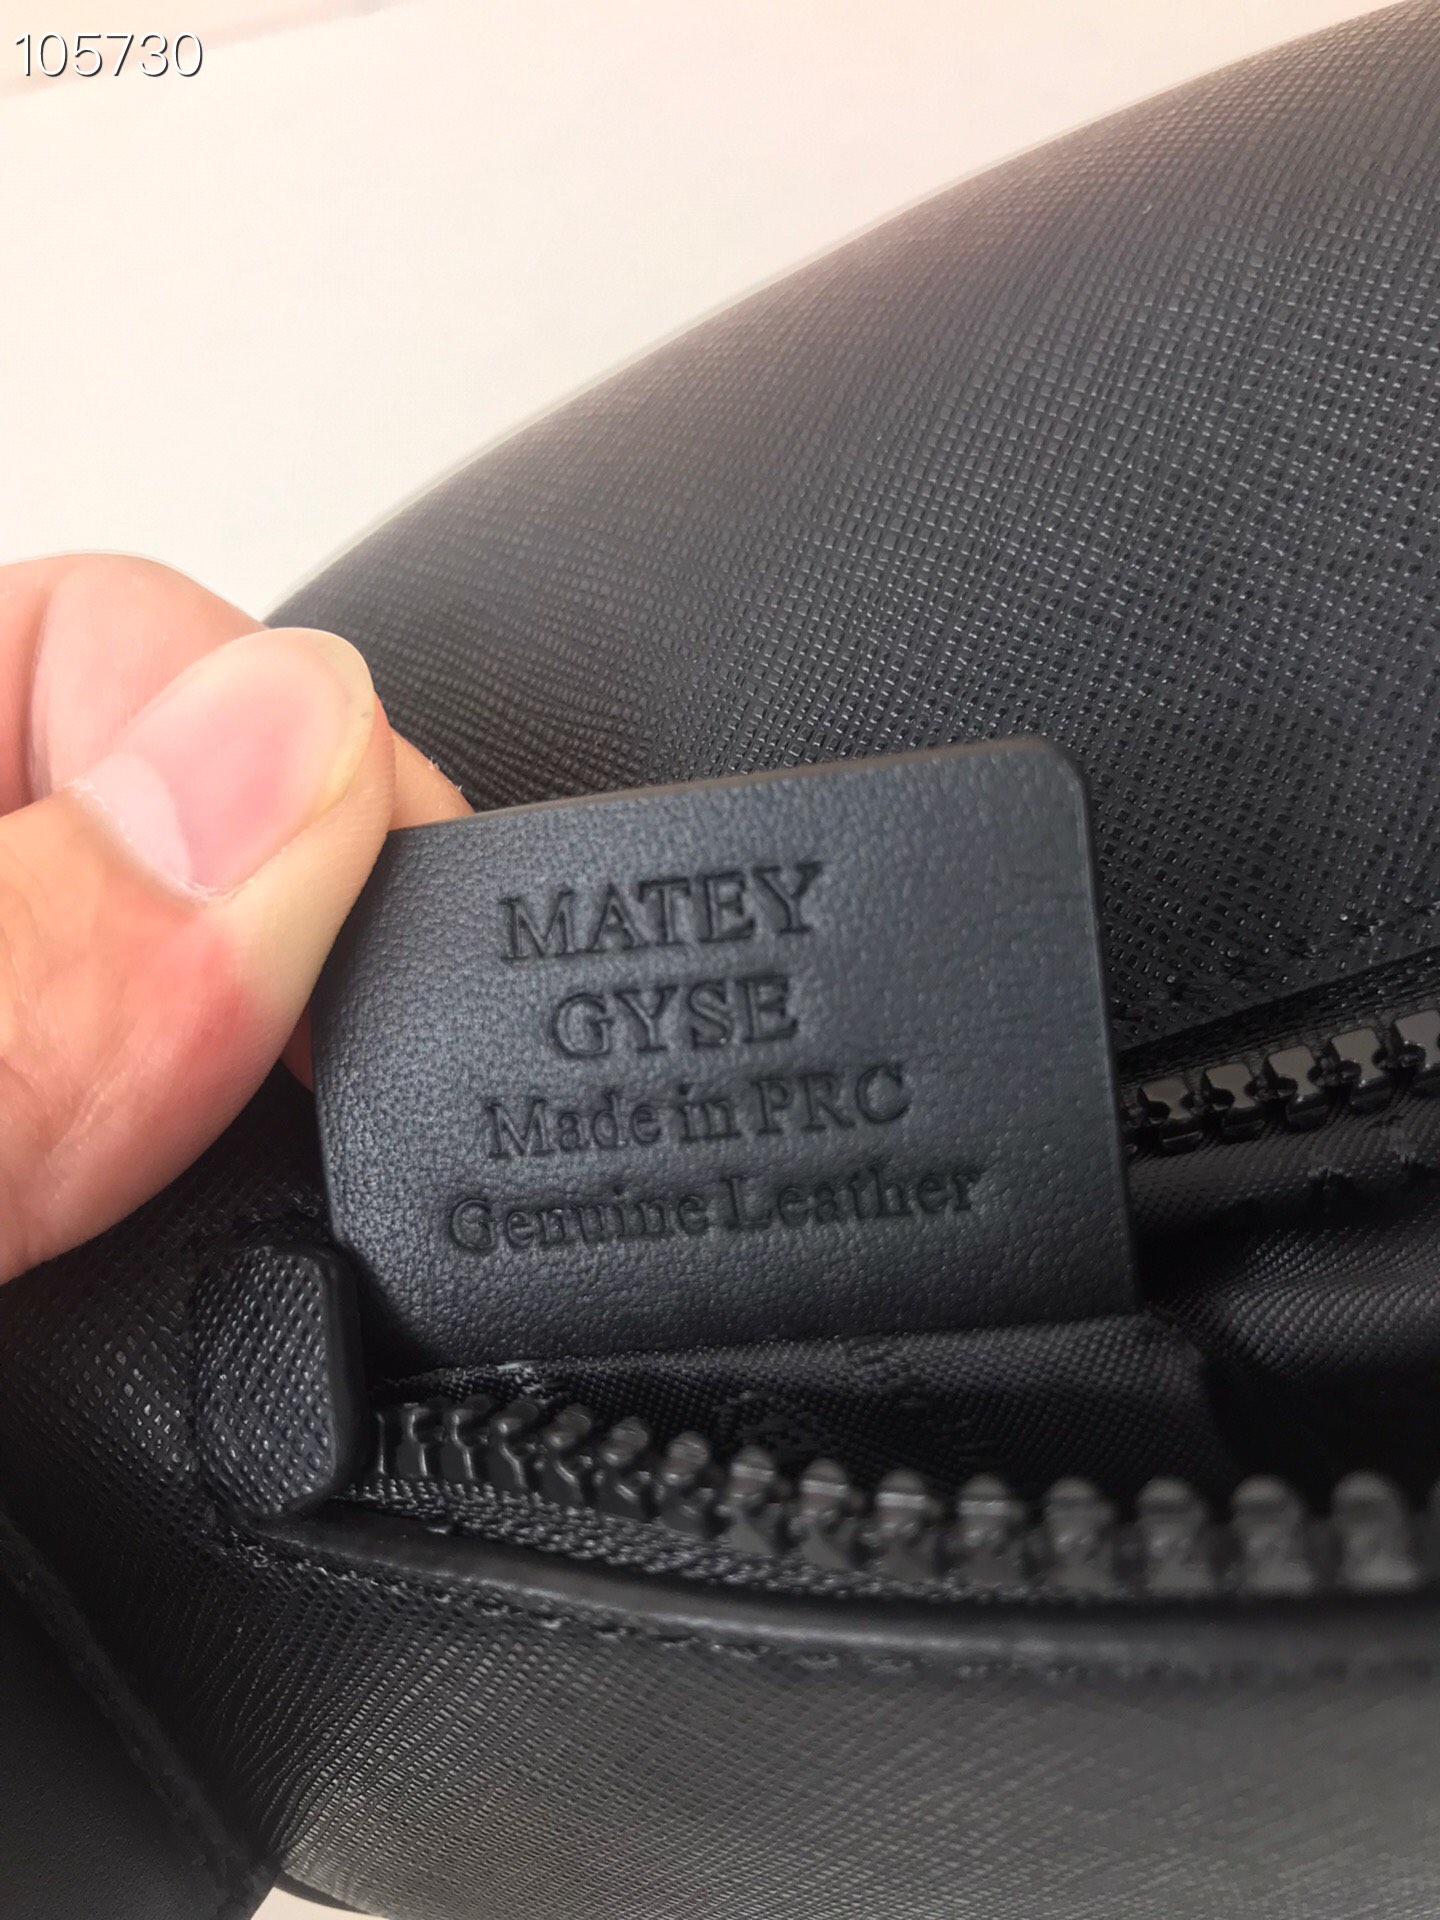 105730
MATEY
GYSE
Made in PRC
Genuine Leather